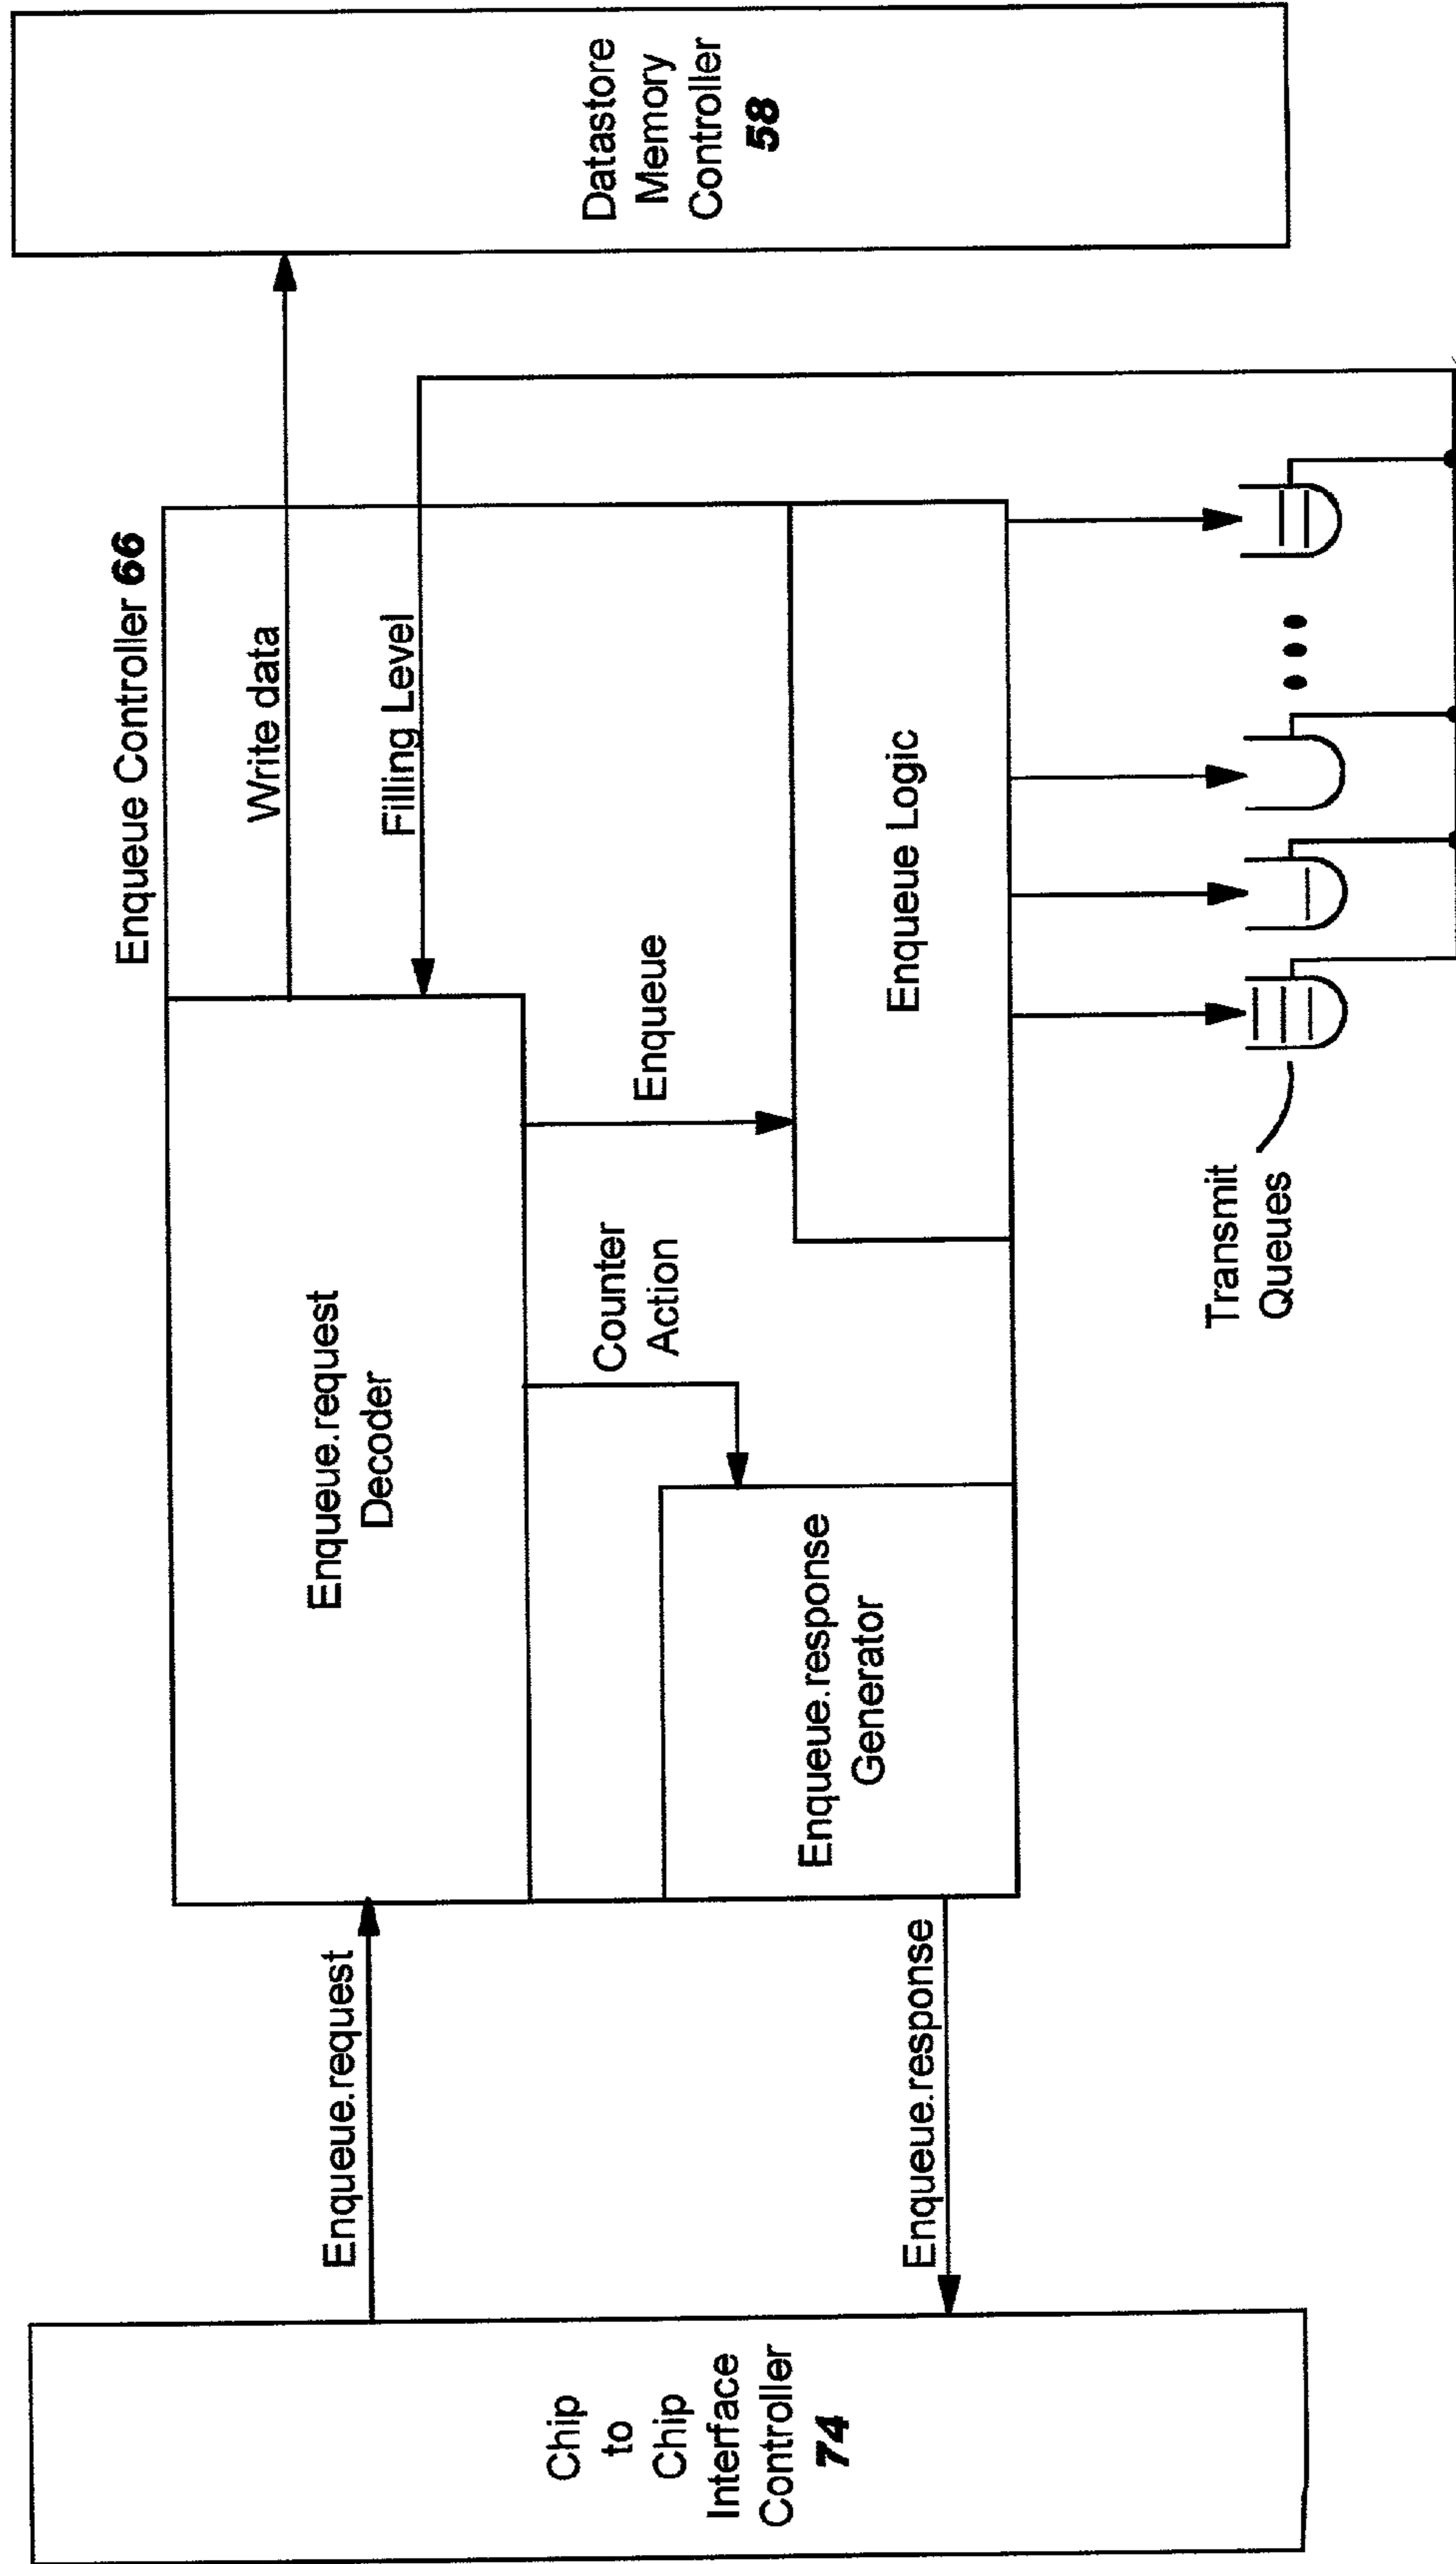 Chip
to
Chip
Interface
Controller
74
Enqueue.request
Enqueue.response
Enqueue Controller 66
Enqueue.request
Decoder
Enqueue.response
Generator
Counter
Action
Enqueue
Write data
Filling Level
Enqueue Logic
Transmit
Queues
Datastore
Memory
Controller
58